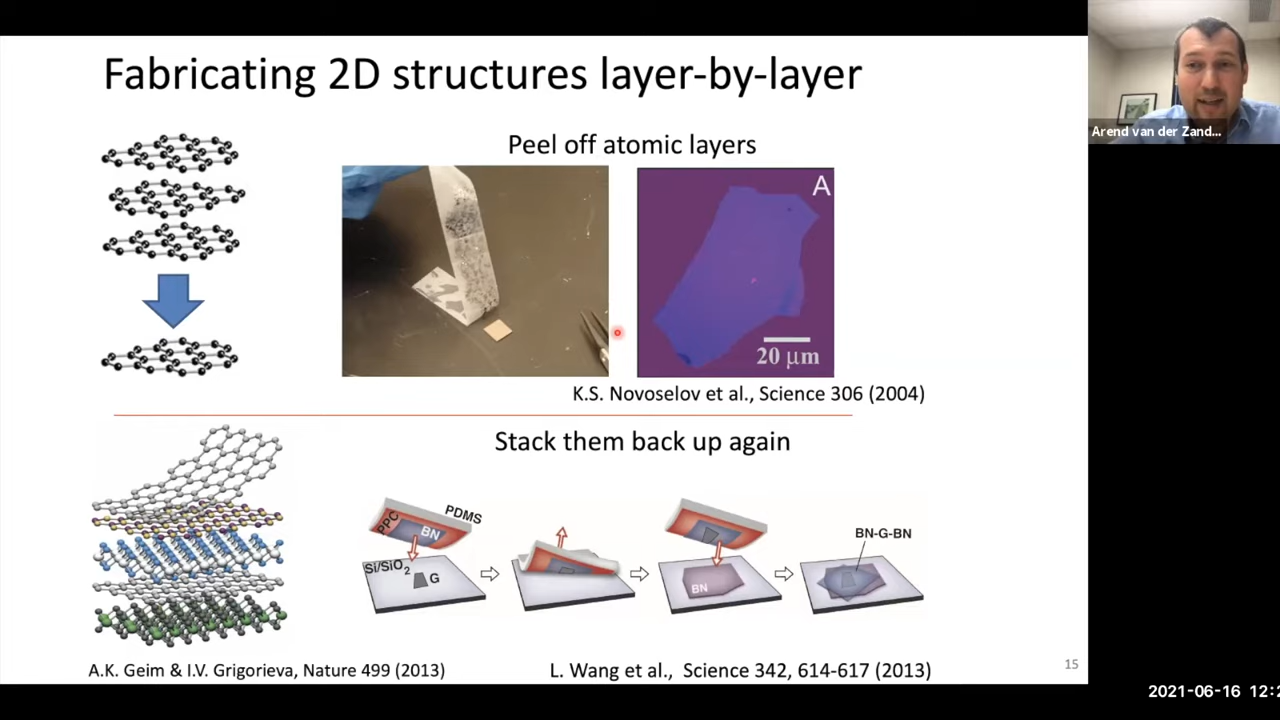 Fabricating 2D structures layer-by-layer
Arend van der Zand...
Peel off atomic layers
A
20 μm
K.S. Novoselov et al., Science 306 (2004)
Stack them back up again
PPC
BN
PDMS
Si/SiO2
G
BN
BN-G-BN
A.K. Geim & I.V. Grigorieva, Nature 499 (2013)
L. Wang et al., Science 342, 614-617 (2013)
15
2021-06-16 12:2